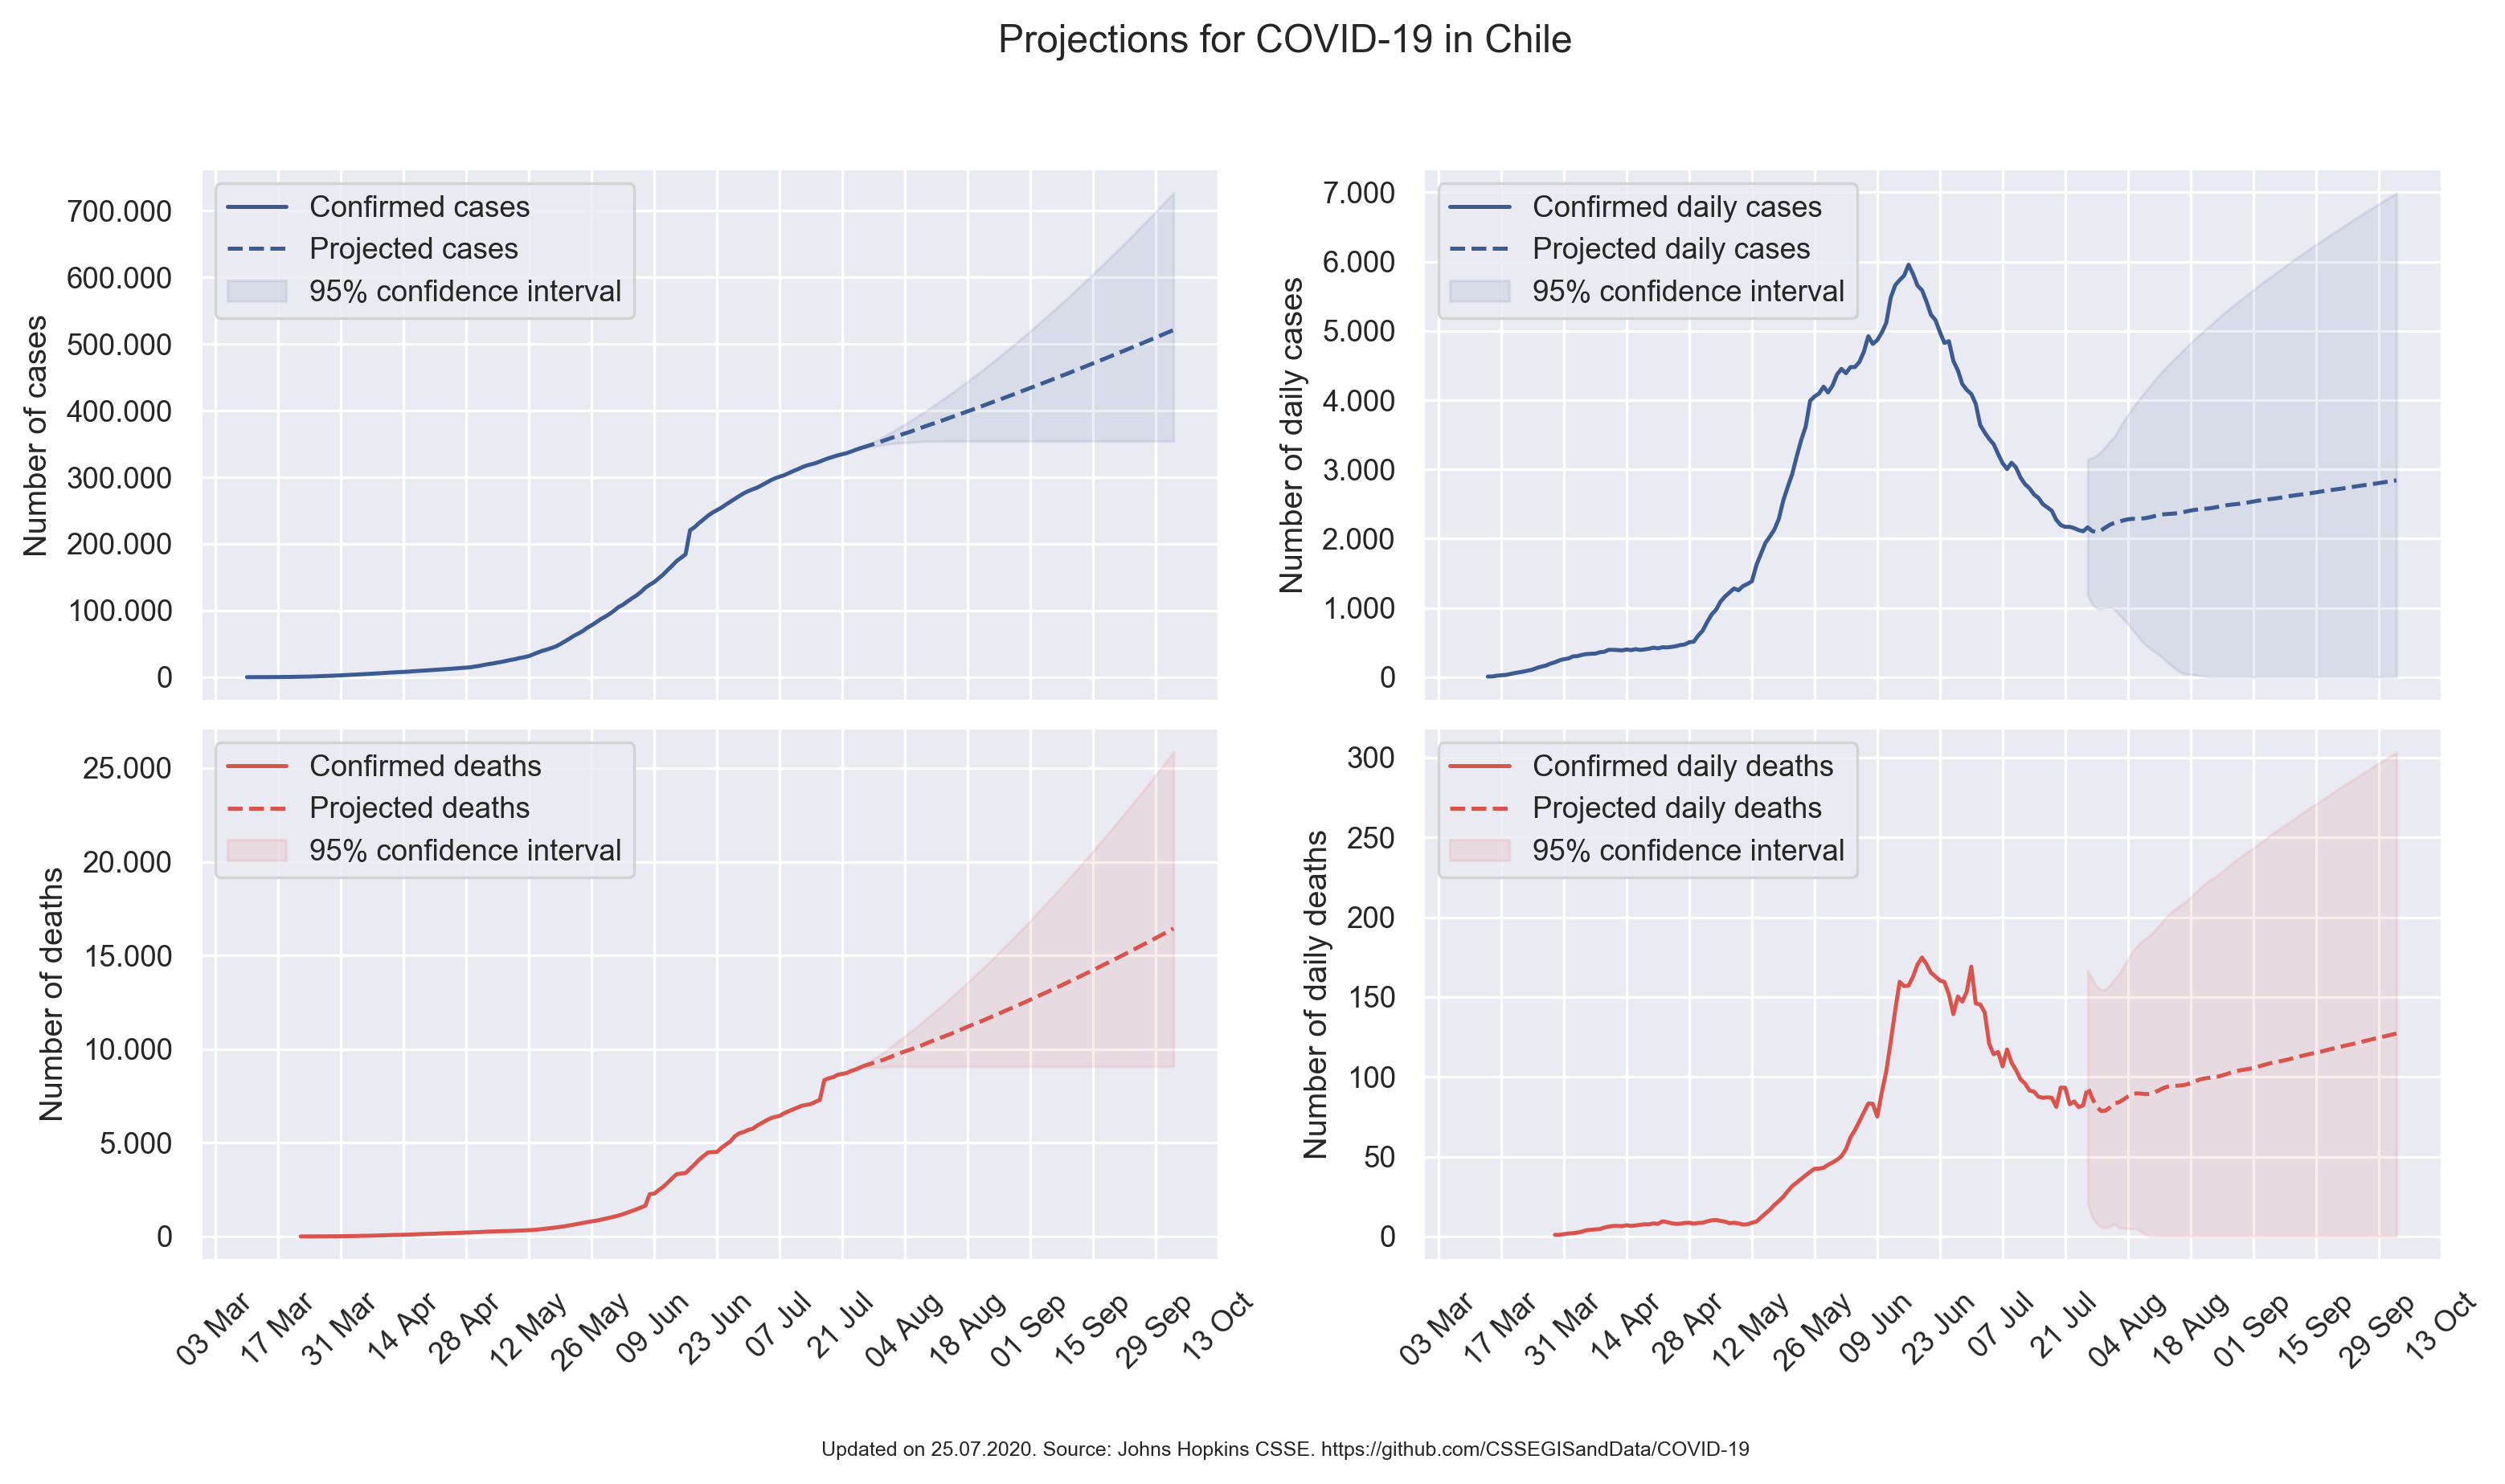 Projections for COVID-19 in Chile
Number of cases
700.000
600.000
500.000
400.000
300.000
200.000
100.000
0
Confirmed cases
Projected cases
95% confidence interval
Number of daily cases
7.000
6.000
5.000
4.000
3.000
2.000
1.000
0
Confirmed daily cases
Projected daily cases
95% confidence interval
Number of deaths
25.000
20.000
15.000
10.000
5.000
0
Confirmed deaths
Projected deaths
95% confidence interval
03 Mar
17 Mar
31 Mar
14 Apr
28 Apr
12 May
26 May
09 Jun
23 Jun
07 Jul
21 Jul
04 Aug
18 Aug
01 Sep
15 Sep
29 Sep
13 Oct
Number of daily deaths
300
250
200
150
100
50
0
Confirmed daily deaths
Projected daily deaths
95% confidence interval
03 Mar
17 Mar
31 Mar
14 Apr
28 Apr
12 May
26 May
09 Jun
23 Jun
07 Jul
21 Jul
04 Aug
18 Aug
01 Sep
15 Sep
29 Sep
13 Oct
Updated on 25.07.2020. Source: Johns Hopkins CSSE. https://github.com/CSSEGISandData/COVID-19